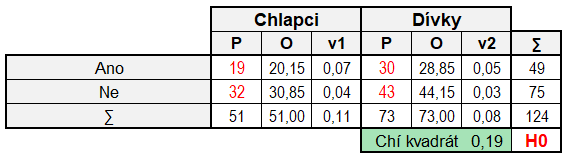 Chlapci Dívky
P O v1 P O v2 ∑
Ano 19 20,15 0,07 30 28,85 0,05 49
Ne 32 30,85 0,04 43 44,15 0,03 75
∑ 51 51,00 0,11 73 73,00 0,08 124
Chí kvadrát 0,19 H0